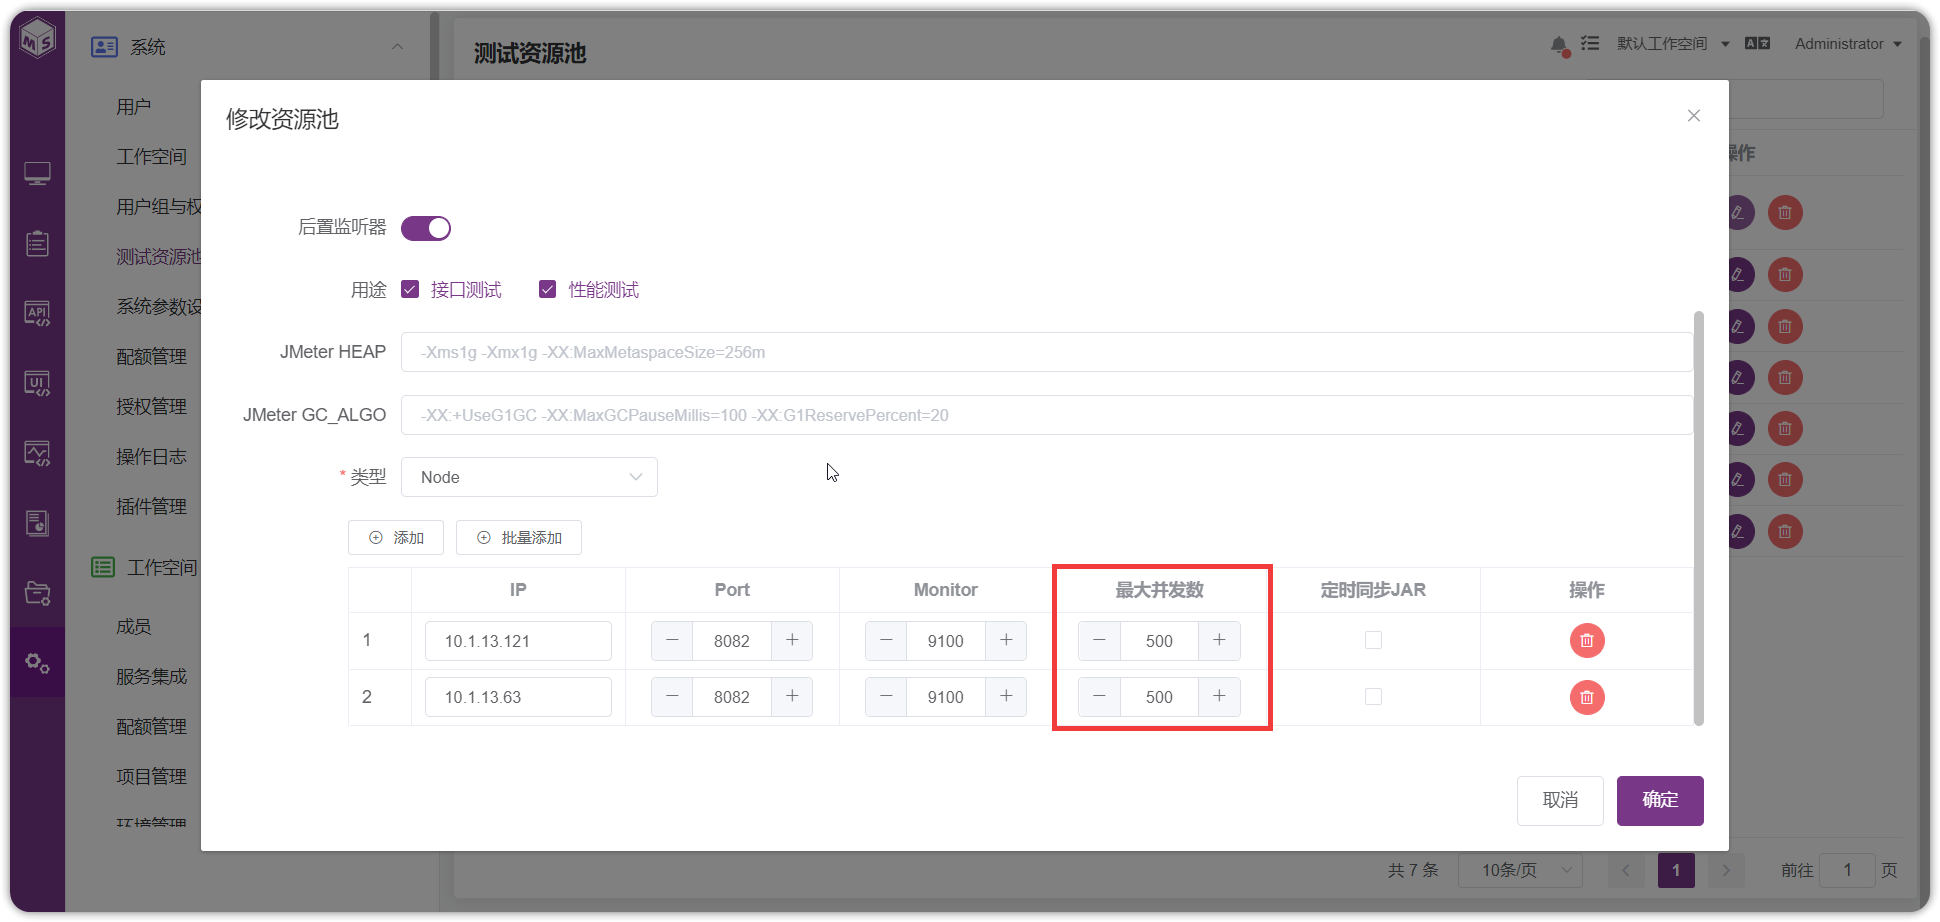 MS
系统
测试资源池
默认工作空间
Administrator
用户
工作空间
用户组与权
测试资源池
系统参数设
配额管理
授权管理
操作日志
插件管理
工作空间
成员
服务集成
配额管理
项目管理
环境管理
API
UI
修改资源池
后置监听器
用途 接口测试 性能测试
JMeter HEAP -Xms1g -Xmx1g -XX:MaxMetaspaceSize=256m
JMeter GC_ALGO -XX:+UseG1GC -XX:MaxGCPauseMillis=100 -XX:G1ReservePercent=20
* 类型 Node
添加 批量添加
IP Port Monitor 最大并发数 定时同步JAR 操作
1 10.1.13.121 8082 9100 500
2 10.1.13.63 8082 9100 500
取消 确定
操作
共 7 条 10条/页 1 前往 1 页